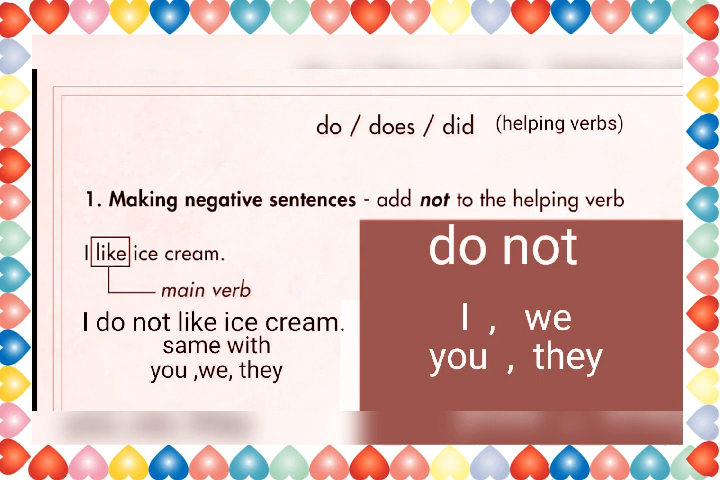 do / does / did (helping verbs)
1. Making negative sentences - add not to the helping verb
I like ice cream.
main verb
I do not like ice cream.
same with
you ,we, they
do not
I , we
you , they